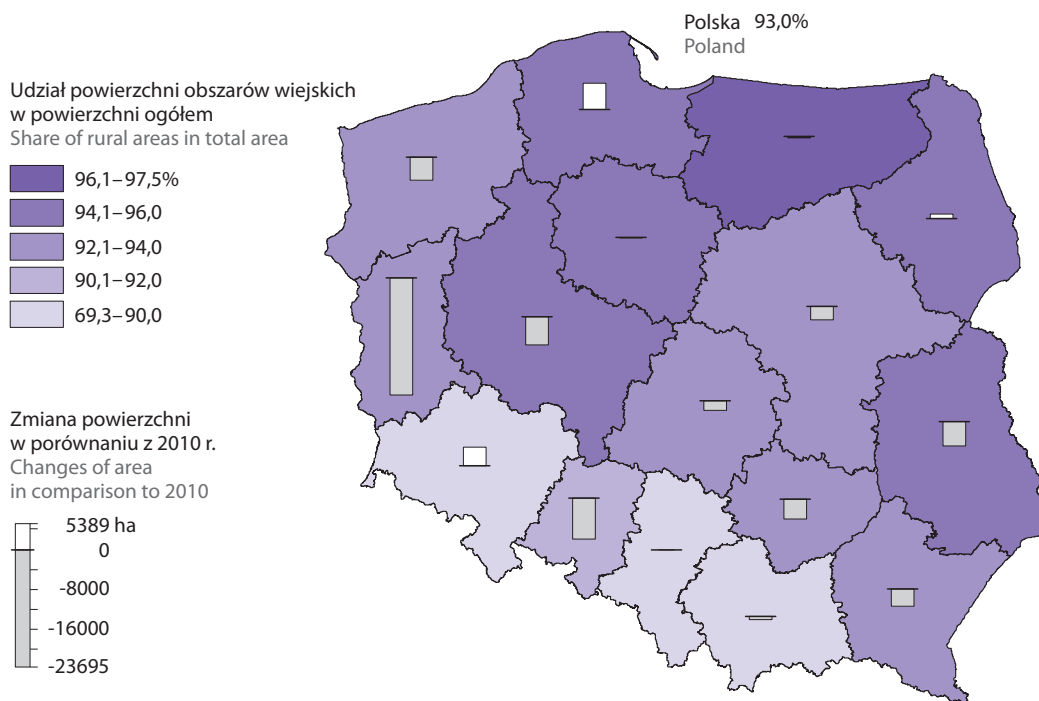 Polska 93,0%
Poland
Udział powierzchni obszarów wiejskich
w powierzchni ogółem
Share of rural areas in total area
96,1–97,5%
94,1–96,0
92,1–94,0
90,1–92,0
69,3–90,0
Zmiana powierzchni
w porównaniu z 2010 r.
Changes of area
in comparison to 2010
5389 ha
0
-8000
-16000
-23695